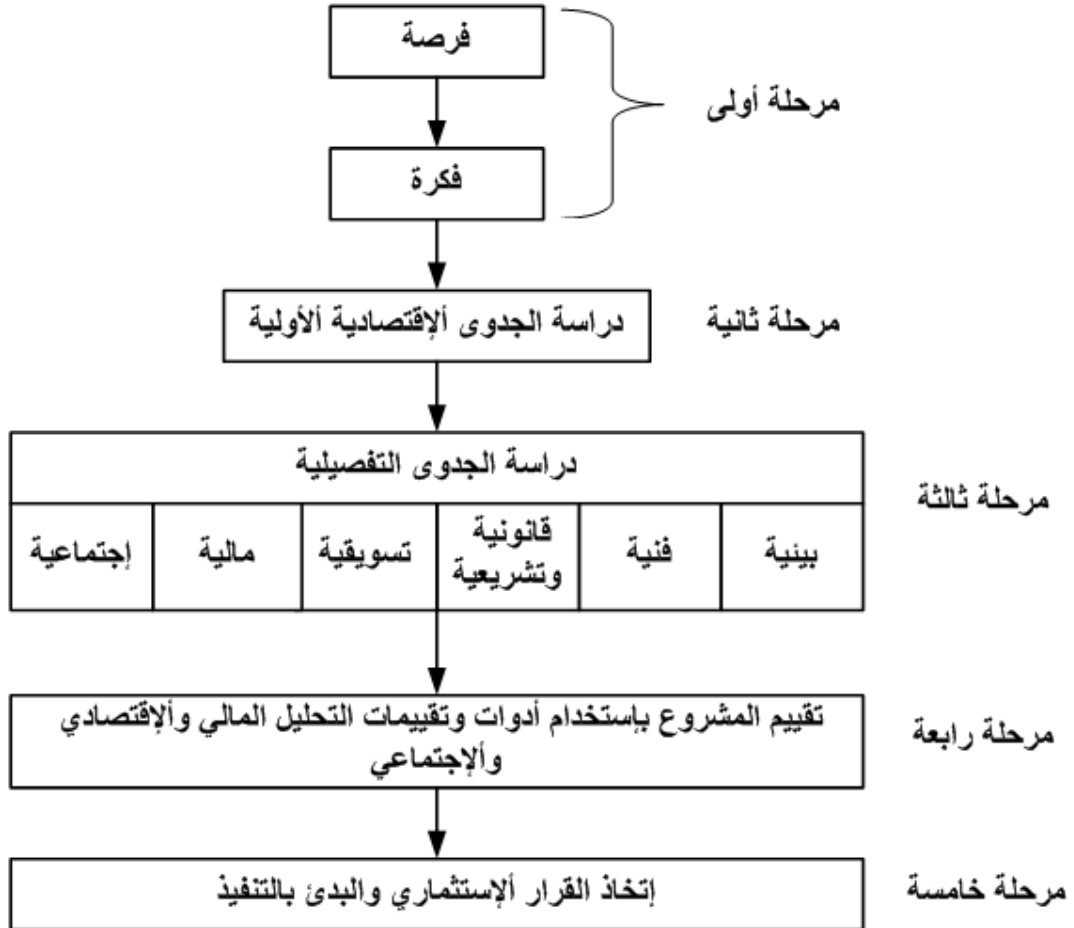 فرصة
مرحلة أولى
فكرة
دراسة الجدوى ألإقتصادية ألأولية
مرحلة ثانية
دراسة الجدوى التفصيلية
مرحلة ثالثة
بيئية
فنية
قانونية
وتشريعية
تسويقية
مالية
إجتماعية
تقييم المشروع بإستخدام أدوات وتقييمات التحليل المالي وألإقتصادي
وألإجتماعي
مرحلة رابعة
إتخاذ القرار ألإستثماري والبدئ بالتنفيذ
مرحلة خامسة